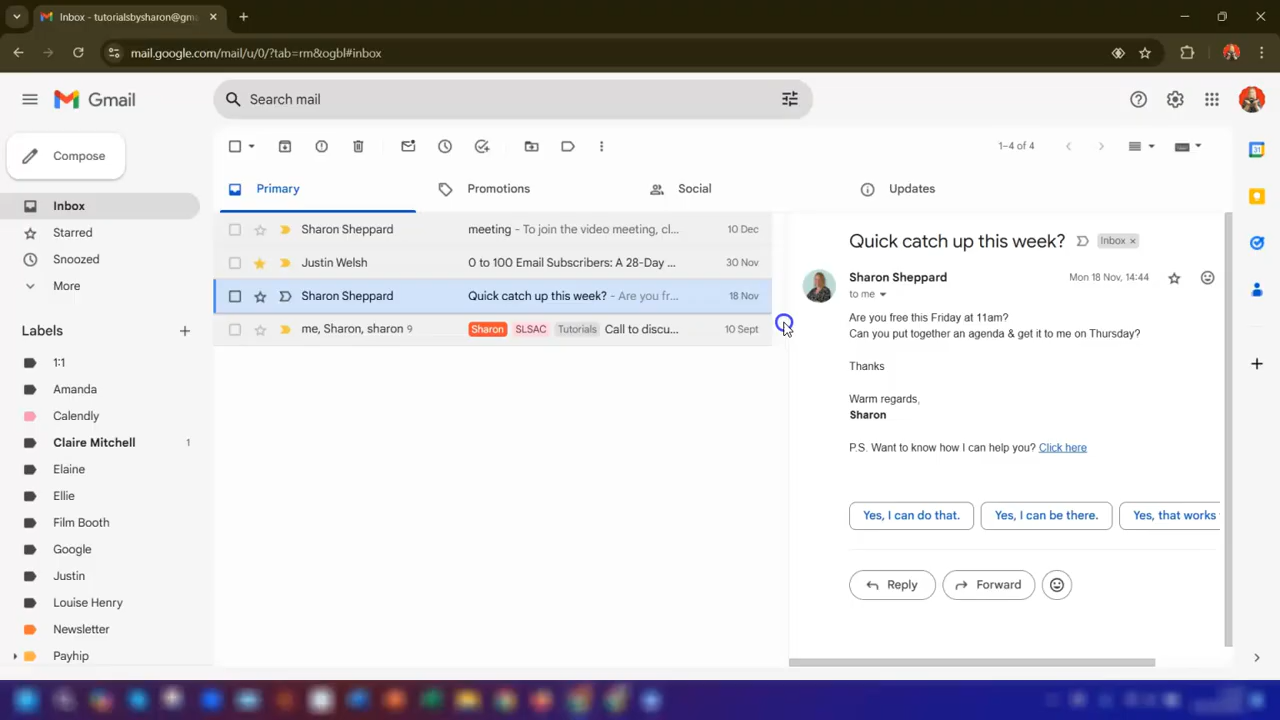 Inbox - tutorialsbysharon@gm
mail.google.com/mail/u/0/?tab=rm&ogbl#inbox
Gmail
Search mail
Compose
1–4 of 4
Inbox
Starred
Snoozed
More
Labels
1:1
Amanda
Calendly
Claire Mitchell 1
Elaine
Ellie
Film Booth
Google
Justin
Louise Henry
Newsletter
Payhip
Primary
Promotions
Social
Updates
Sharon Sheppard meeting - To join the video meeting, cl... 10 Dec
Justin Welsh 0 to 100 Email Subscribers: A 28-Day ... 30 Nov
Sharon Sheppard Quick catch up this week? - Are you fr... 18 Nov
me, Sharon, sharon 9 Sharon SLSAC Tutorials Call to discu... 10 Sept
Quick catch up this week? Inbox ×
Sharon Sheppard Mon 18 Nov, 14:44
to me
Are you free this Friday at 11am?
Can you put together an agenda & get it to me on Thursday?
Thanks
Warm regards,
Sharon
P.S. Want to know how I can help you? Click here
Yes, I can do that. Yes, I can be there. Yes, that works
Reply Forward
31